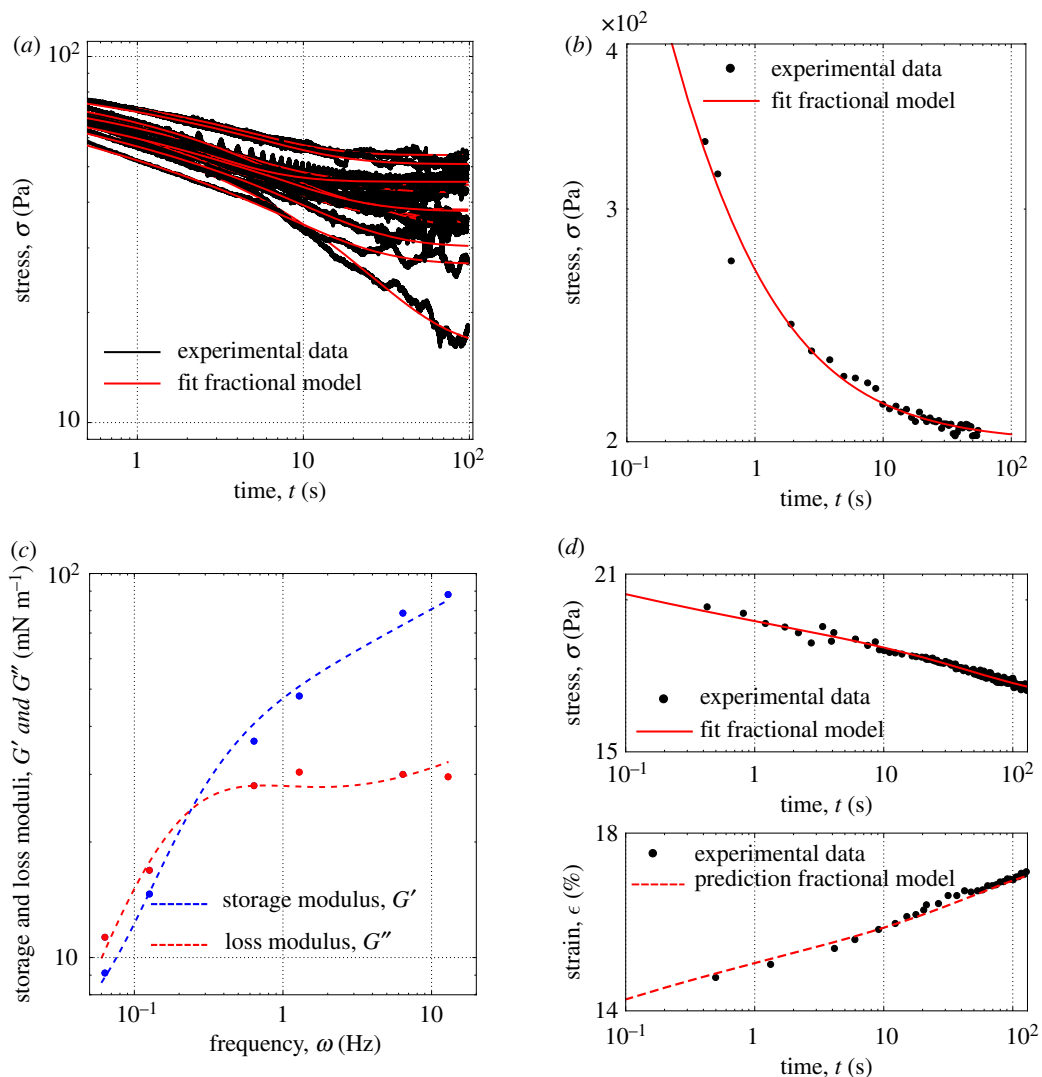 (a)
10²
10
stress, σ (Pa)
experimental data
fit fractional model
1
10
10²
time, t (s)
(b)
×10²
4
3
2
stress, σ (Pa)
experimental data
fit fractional model
10⁻¹
1
10
10²
time, t (s)
(c)
10²
10
storage and loss moduli, G′ and G″ (mN m⁻¹)
storage modulus, G′
loss modulus, G″
10⁻¹
1
10
frequency, ω (Hz)
(d)
21
15
stress, σ (Pa)
experimental data
fit fractional model
10⁻¹
1
10
10²
time, t (s)
18
14
strain, ϵ (%)
experimental data
prediction fractional model
10⁻¹
1
10
10²
time, t (s)